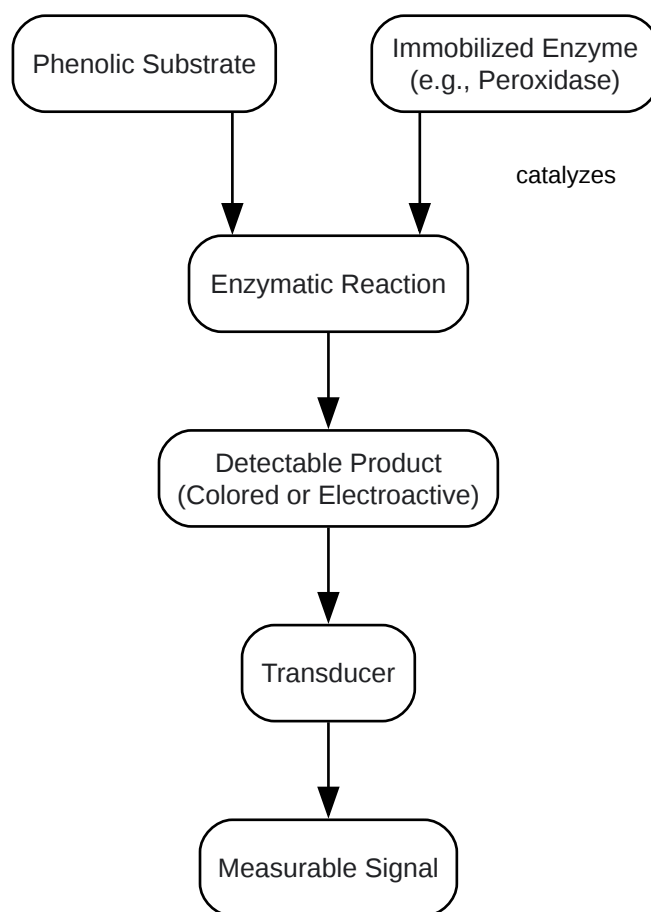 Phenolic Substrate
Immobilized Enzyme
(e.g., Peroxidase)
catalyzes
Enzymatic Reaction
Detectable Product
(Colored or Electroactive)
Transducer
Measurable Signal